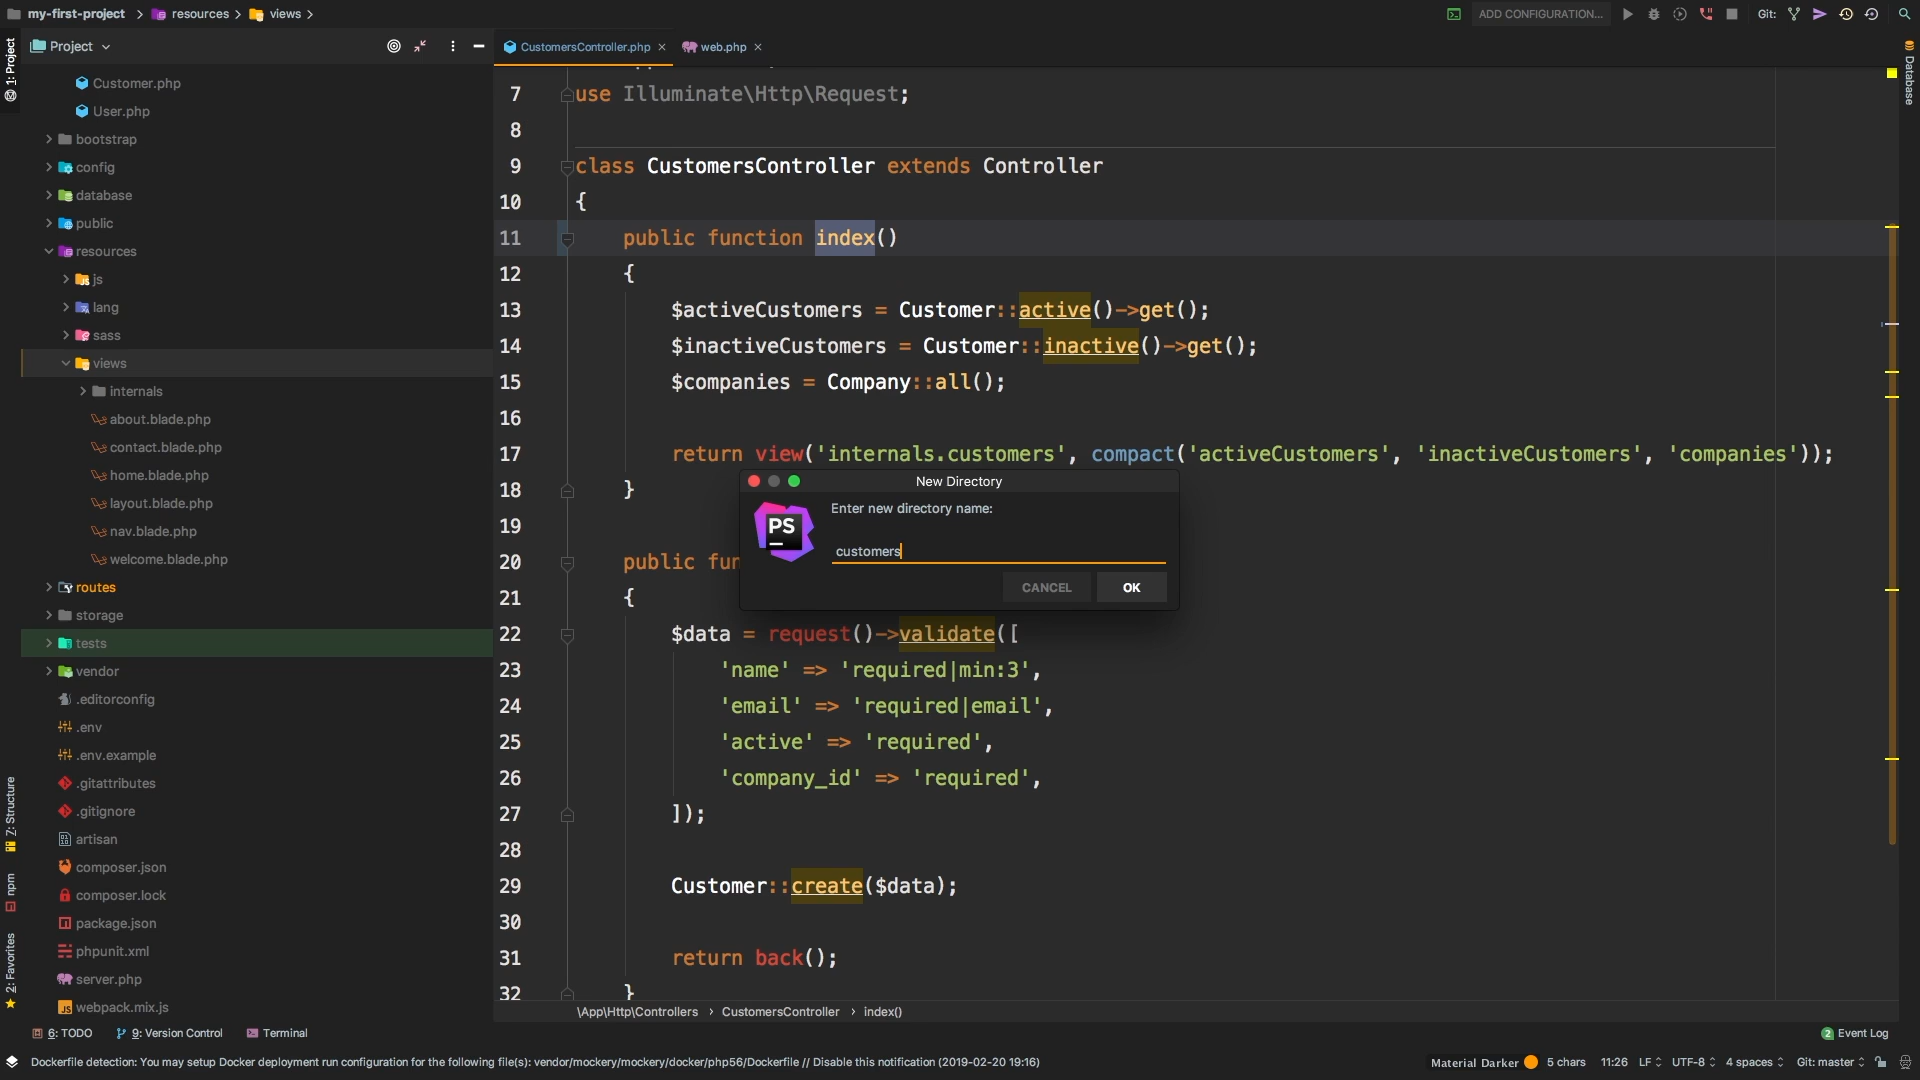 my-first-project > resources > views >
ADD CONFIGURATION...
Git:
1: Project
Project
CustomersController.php
web.php
Database
Customer.php
User.php
bootstrap
config
database
public
resources
js
lang
sass
views
internals
about.blade.php
contact.blade.php
home.blade.php
layout.blade.php
nav.blade.php
welcome.blade.php
routes
storage
tests
vendor
.editorconfig
.env
.env.example
.gitattributes
.gitignore
artisan
composer.json
composer.lock
package.json
phpunit.xml
server.php
webpack.mix.js
Z: Structure
npm
2: Favorites
7 use Illuminate\Http\Request;
8
9 class CustomersController extends Controller
10 {
11 public function index()
12 {
13 $activeCustomers = Customer::active()->get();
14 $inactiveCustomers = Customer::inactive()->get();
15 $companies = Company::all();
16
17 return view('internals.customers', compact('activeCustomers', 'inactiveCustomers', 'companies'));
18 }
19
20 public fun
21 {
22 $data = request()->validate([
23 'name' => 'required|min:3',
24 'email' => 'required|email',
25 'active' => 'required',
26 'company_id' => 'required',
27 ]);
28
29 Customer::create($data);
30
31 return back();
32 }
New Directory
PS
Enter new directory name:
customers
CANCEL
OK
\App\Http\Controllers > CustomersController > index()
6: TODO
9: Version Control
Terminal
2 Event Log
Dockerfile detection: You may setup Docker deployment run configuration for the following file(s): vendor/mockery/mockery/docker/php56/Dockerfile // Disable this notification (2019-02-20 19:16)
Material Darker
5 chars
11:26
LF
UTF-8
4 spaces
Git: master